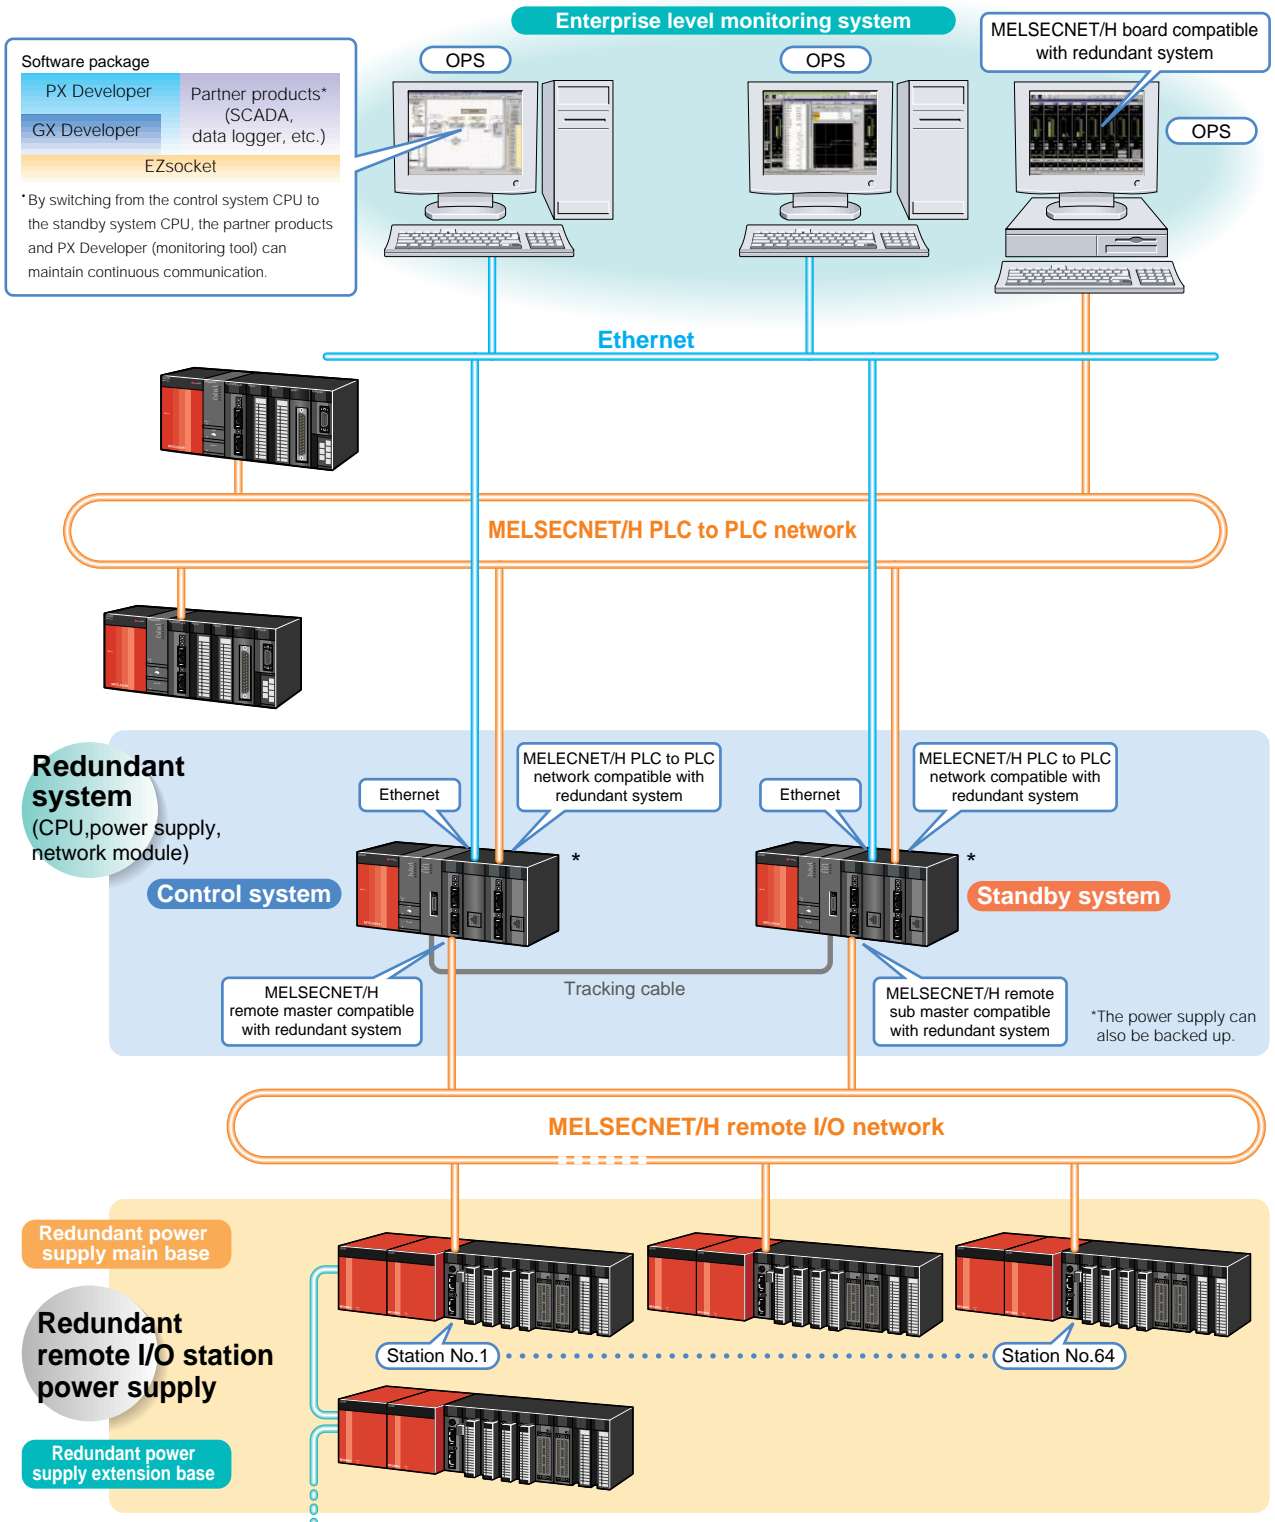 Enterprise level monitoring system
Software package
PX Developer
GX Developer
Partner products*
(SCADA,
data logger, etc.)
EZsocket
*By switching from the control system CPU to
the standby system CPU, the partner products
and PX Developer (monitoring tool) can
maintain continuous communication.
OPS
OPS
MELSECNET/H board compatible
with redundant system
OPS
Ethernet
MELSECNET/H PLC to PLC network
Redundant
system
(CPU,power supply,
network module)
Control system
Ethernet
MELECNET/H PLC to PLC
network compatible with
redundant system
*
Ethernet
MELECNET/H PLC to PLC
network compatible with
redundant system
*
Standby system
MELSECNET/H
remote master compatible
with redundant system
Tracking cable
MELSECNET/H remote
sub master compatible
with redundant system
*The power supply can
also be backed up.
MELSECNET/H remote I/O network
Redundant power
supply main base
Redundant
remote I/O station
power supply
Station No.1
Station No.64
Redundant power
supply extension base